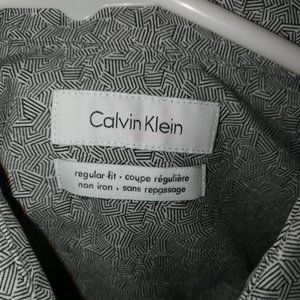 Calvin Klein
regular fit • coupe régulière
non iron • sans repassage